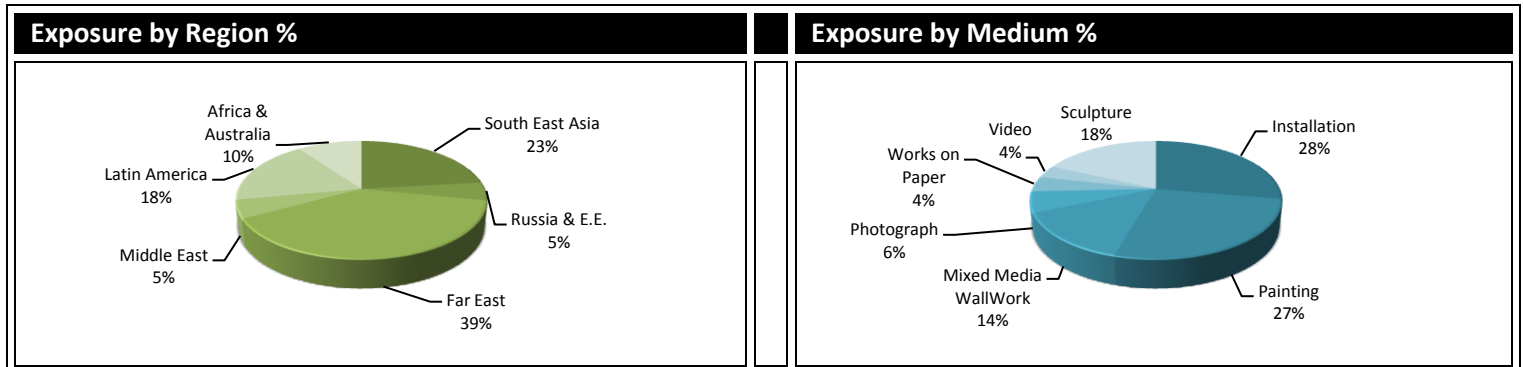 Exposure by Region %
Africa &
Australia
10%
South East Asia
23%
Latin America
18%
Russia & E.E.
5%
Middle East
5%
Far East
39%
Exposure by Medium %
Sculpture
18%
Video
4%
Installation
28%
Works on
Paper
4%
Photograph
6%
Mixed Media
WallWork
14%
Painting
27%